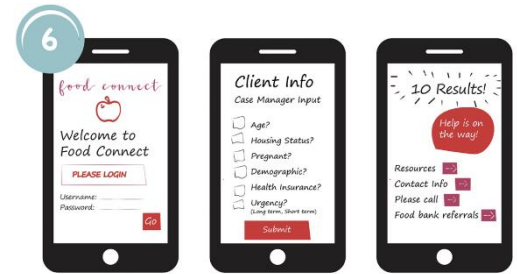 6
food connect
Welcome to
Food Connect
PLEASE LOGIN
Username:
Password:
Go
Client Info
Case Manager Input
Age?
Housing Status?
Pregnant?
Demographic?
Health Insurance?
Urgency?
(Long term, Short term)
Submit
10 Results!
Help is on
the way!
Resources
Contact Info
Please call
Food bank referrals